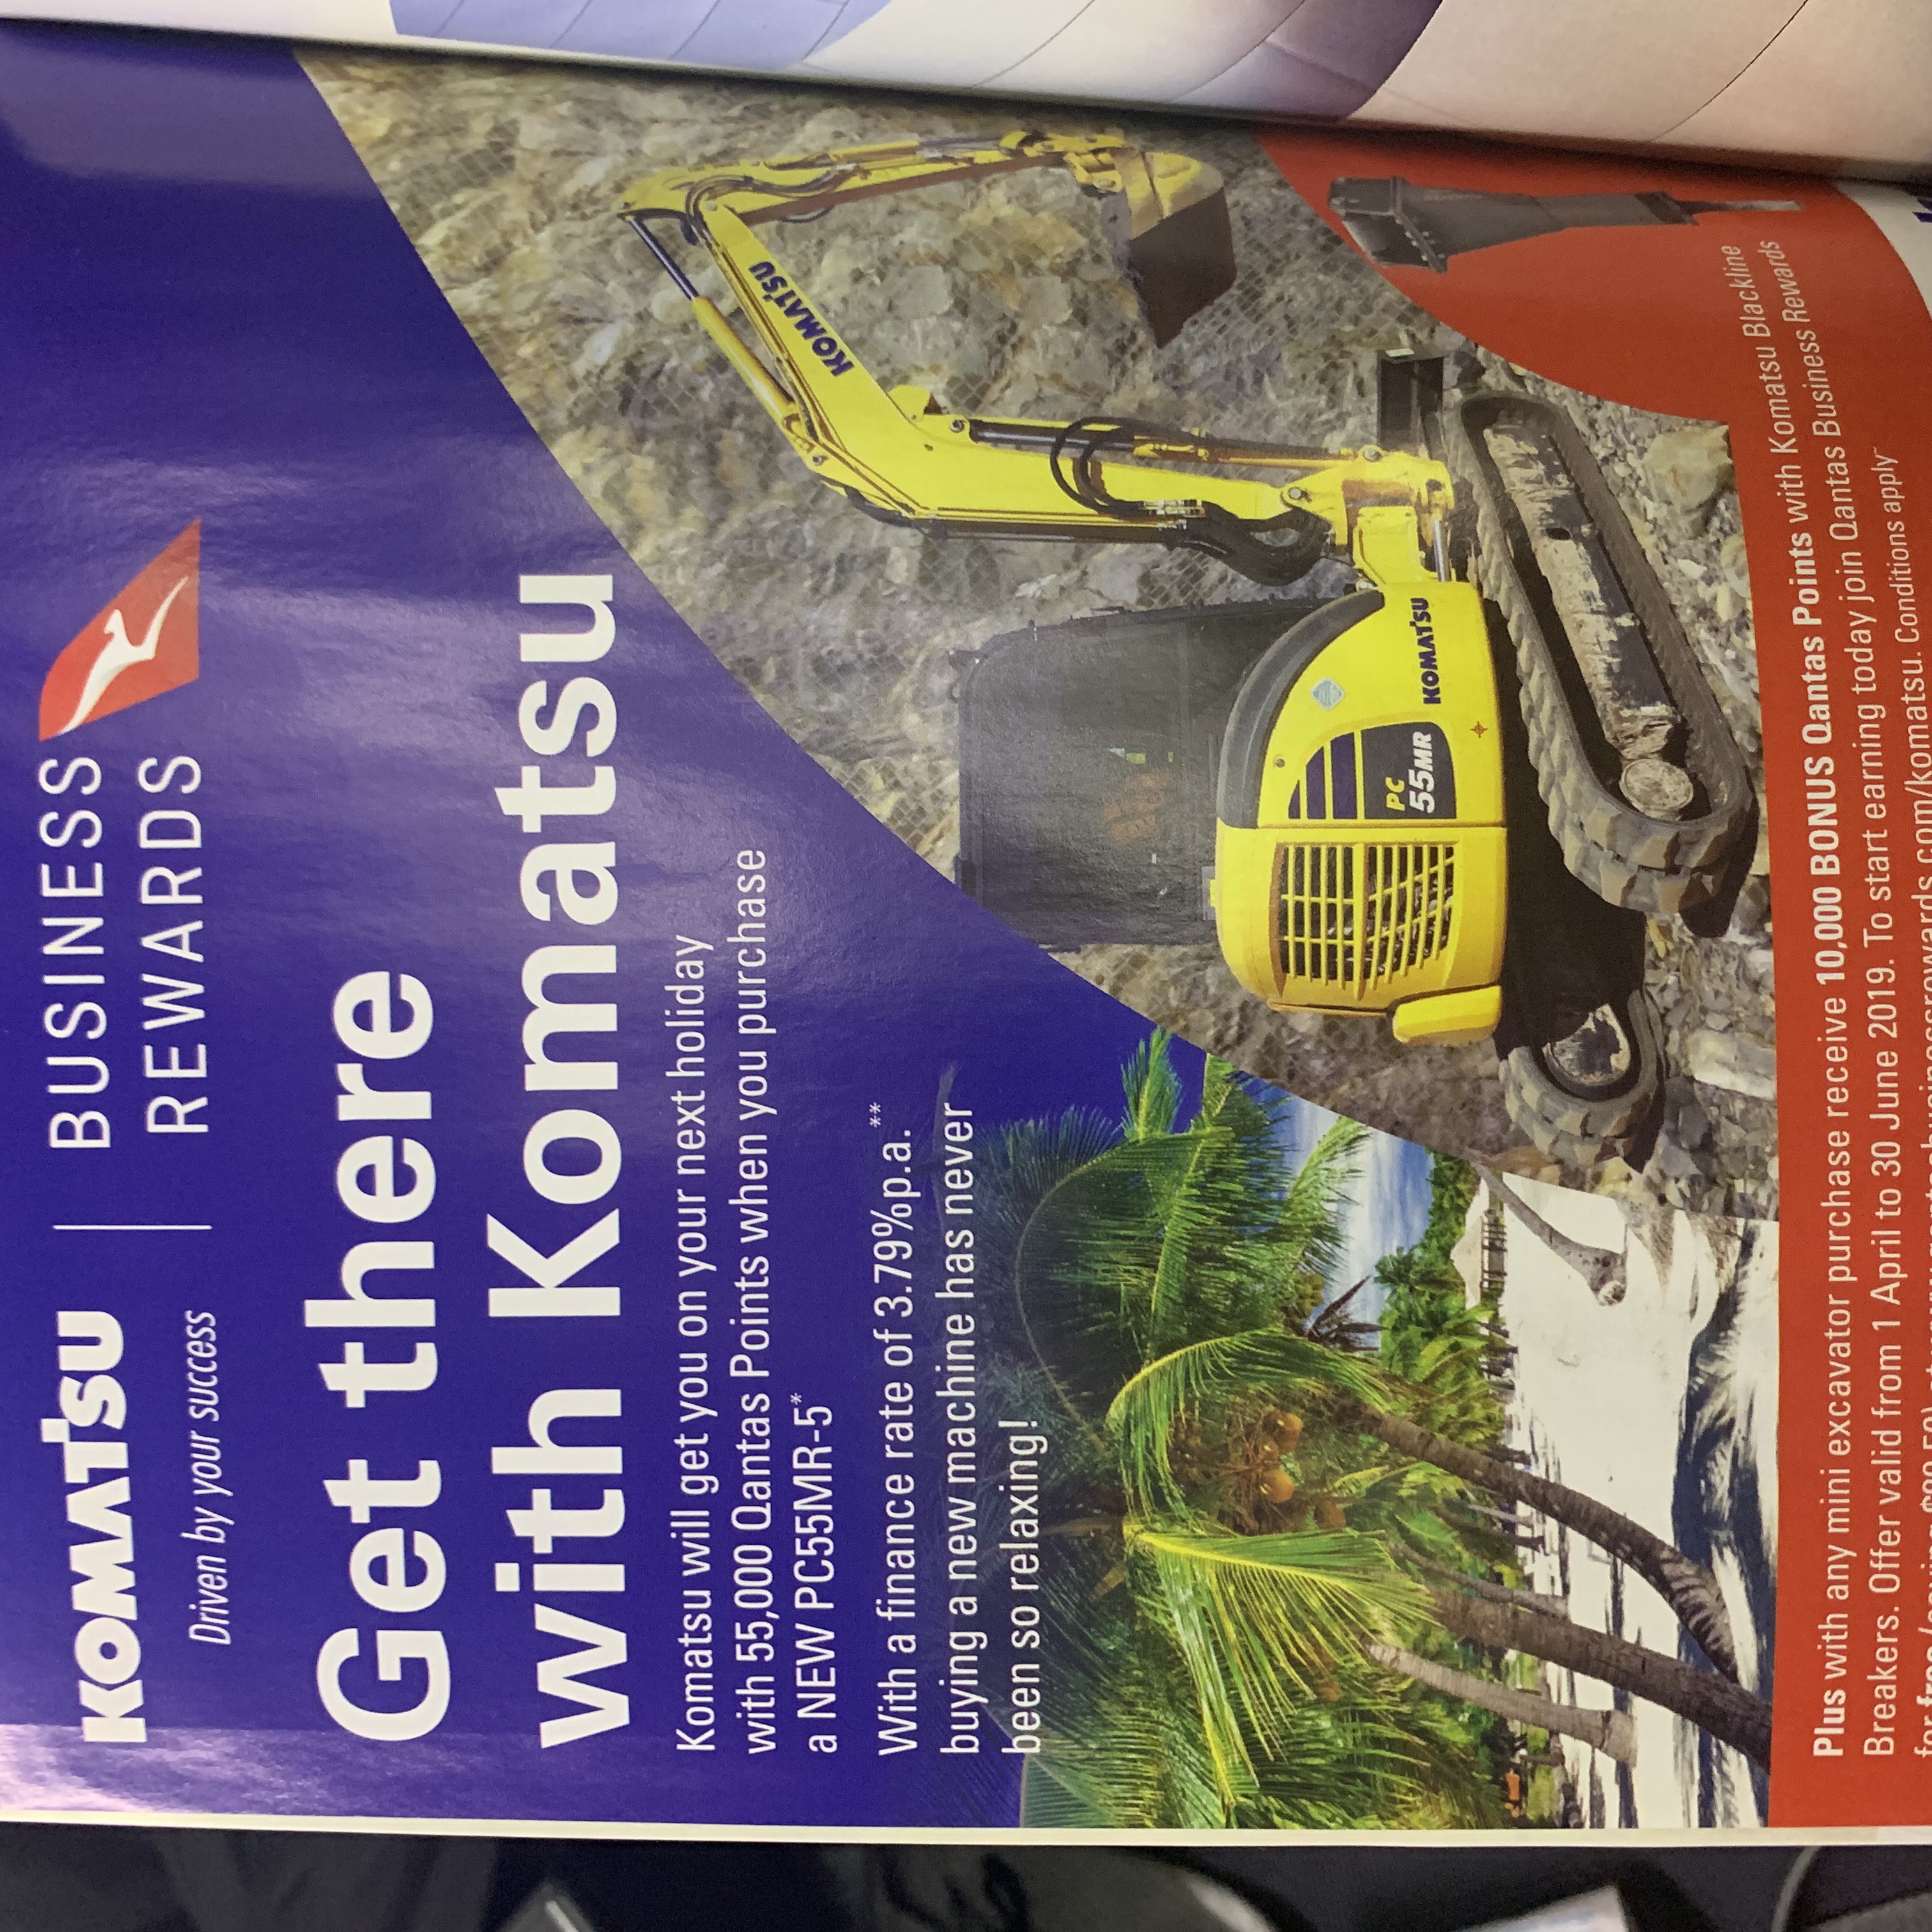 KOMATSU
Driven by your success
BUSINESS
REWARDS
Get there
with Komatsu
Komatsu will get you on your next holiday
with 55,000 Qantas Points when you purchase
a NEW PC55MR-5*
With a finance rate of 3.79%p.a.**
buying a new machine has never
been so relaxing!
KOMATSU
KOMATSU
PC
55MR
Plus with any mini excavator purchase receive 10,000 BONUS Qantas Points with Komatsu Blackline
Breakers. Offer valid from 1 April to 30 June 2019. To start earning today join Qantas Business Rewards
for free
.com/komatsu. Conditions apply~